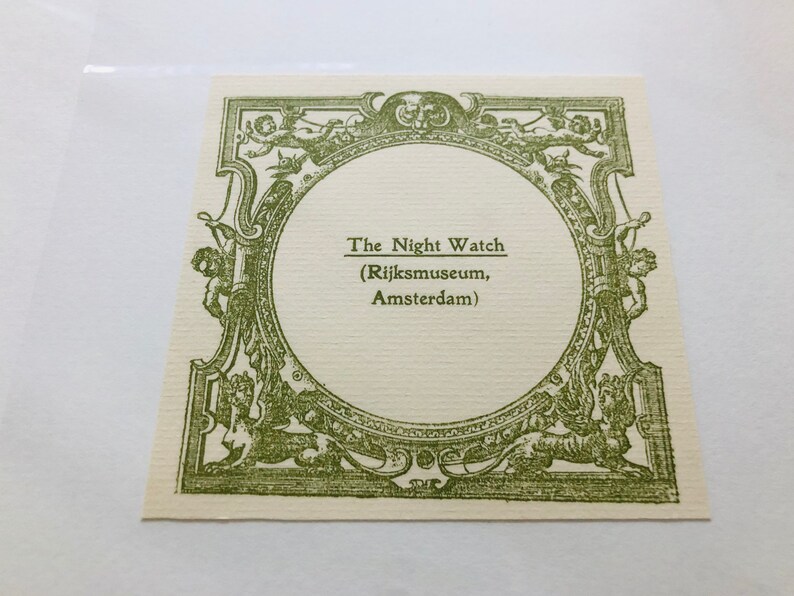 The Night Watch
(Rijksmuseum,
Amsterdam)